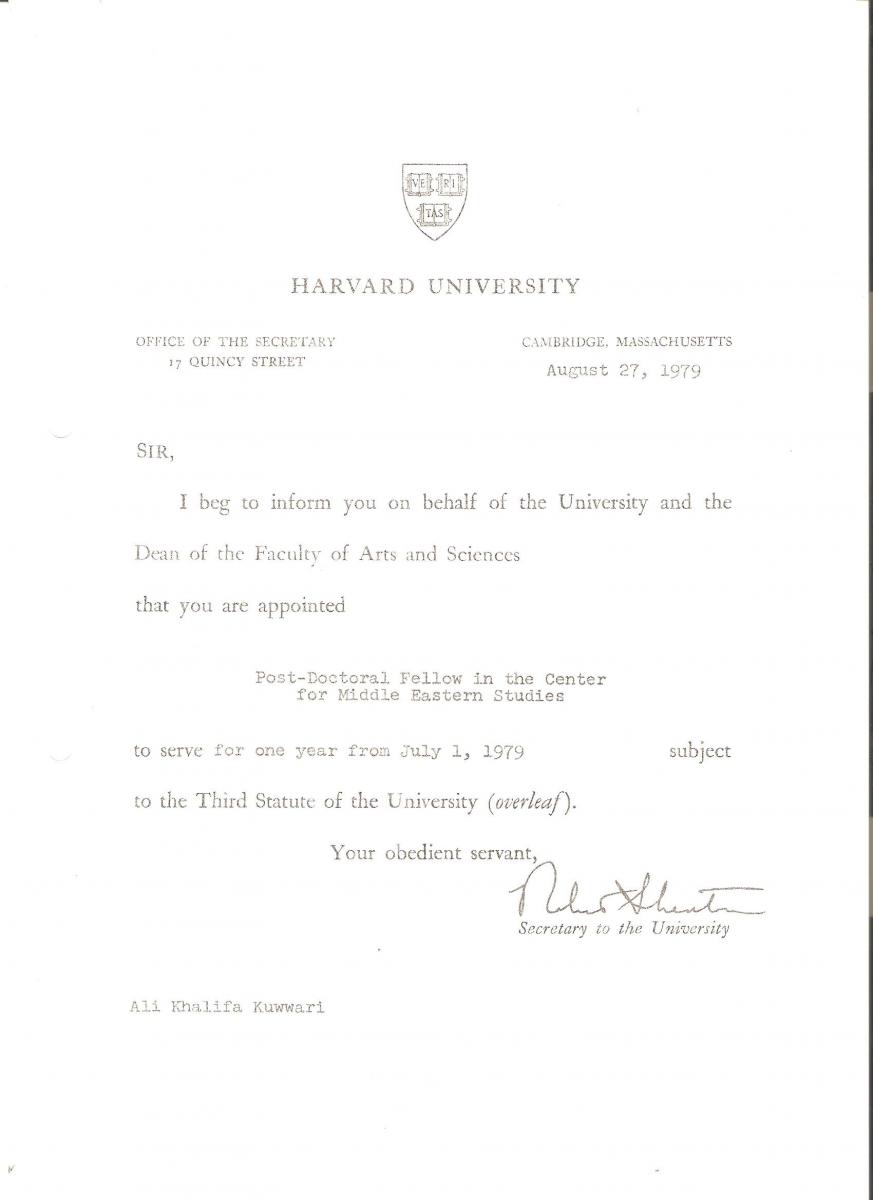 VE RI
TAS
HARVARD UNIVERSITY
OFFICE OF THE SECRETARY
17 QUINCY STREET
CAMBRIDGE, MASSACHUSETTS
August 27, 1979
SIR,
I beg to inform you on behalf of the University and the
Dean of the Faculty of Arts and Sciences
that you are appointed
Post-Doctoral Fellow in the Center
for Middle Eastern Studies
to serve for one year from July 1, 1979 subject
to the Third Statute of the University (overleaf).
Your obedient servant,
Secretary to the University
Ali Khalifa Kuwwari